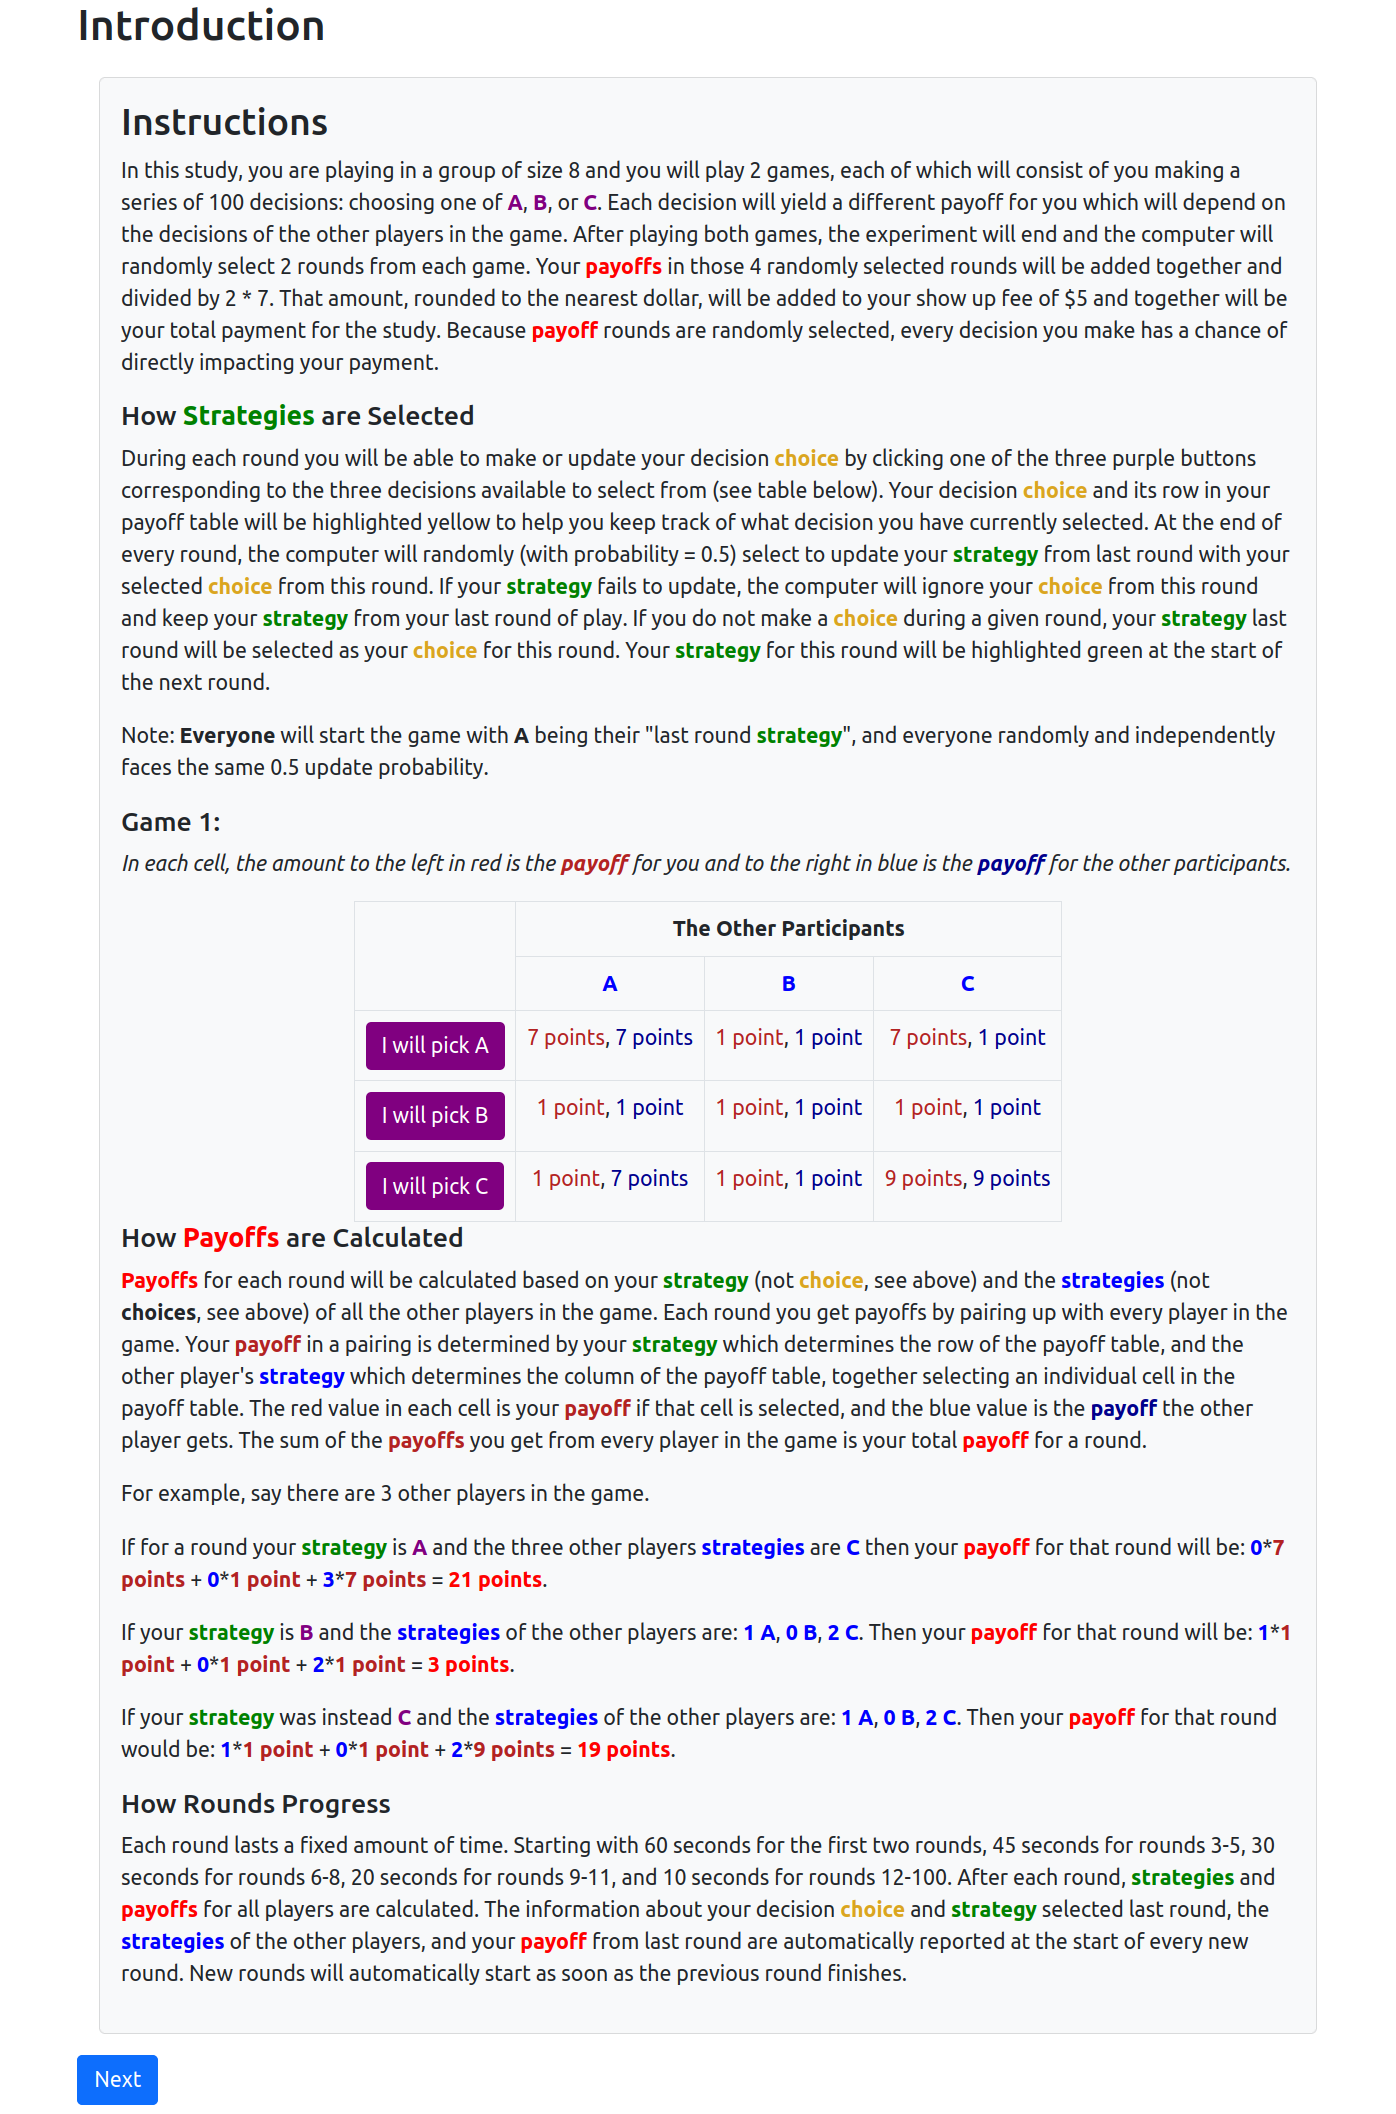 Introduction
Instructions
In this study, you are playing in a group of size 8 and you will play 2 games, each of which will consist of you making a
series of 100 decisions: choosing one of A, B, or C. Each decision will yield a different payoff for you which will depend on
the decisions of the other players in the game. After playing both games, the experiment will end and the computer will
randomly select 2 rounds from each game. Your payoffs in those 4 randomly selected rounds will be added together and
divided by 2 * 7. That amount, rounded to the nearest dollar, will be added to your show up fee of $5 and together will be
your total payment for the study. Because payoff rounds are randomly selected, every decision you make has a chance of
directly impacting your payment.
How Strategies are Selected
During each round you will be able to make or update your decision choice by clicking one of the three purple buttons
corresponding to the three decisions available to select from (see table below). Your decision choice and its row in your
payoff table will be highlighted yellow to help you keep track of what decision you have currently selected. At the end of
every round, the computer will randomly (with probability = 0.5) select to update your strategy from last round with your
selected choice from this round. If your strategy fails to update, the computer will ignore your choice from this round
and keep your strategy from your last round of play. If you do not make a choice during a given round, your strategy last
round will be selected as your choice for this round. Your strategy for this round will be highlighted green at the start of
the next round.
Note: Everyone will start the game with A being their "last round strategy", and everyone randomly and independently
faces the same 0.5 update probability.
Game 1:
In each cell, the amount to the left in red is the payoff for you and to the right in blue is the payoff for the other participants.
The Other Participants
A B C
I will pick A 7 points, 7 points 1 point, 1 point 7 points, 1 point
I will pick B 1 point, 1 point 1 point, 1 point 1 point, 1 point
I will pick C 1 point, 7 points 1 point, 1 point 9 points, 9 points
How Payoffs are Calculated
Payoffs for each round will be calculated based on your strategy (not choice, see above) and the strategies (not
choices, see above) of all the other players in the game. Each round you get payoffs by pairing up with every player in the
game. Your payoff in a pairing is determined by your strategy which determines the row of the payoff table, and the
other player's strategy which determines the column of the payoff table, together selecting an individual cell in the
payoff table. The red value in each cell is your payoff if that cell is selected, and the blue value is the payoff the other
player gets. The sum of the payoffs you get from every player in the game is your total payoff for a round.
For example, say there are 3 other players in the game.
If for a round your strategy is A and the three other players strategies are C then your payoff for that round will be: 0*7
points + 0*1 point + 3*7 points = 21 points.
If your strategy is B and the strategies of the other players are: 1 A, 0 B, 2 C. Then your payoff for that round will be: 1*1
point + 0*1 point + 2*1 point = 3 points.
If your strategy was instead C and the strategies of the other players are: 1 A, 0 B, 2 C. Then your payoff for that round
would be: 1*1 point + 0*1 point + 2*9 points = 19 points.
How Rounds Progress
Each round lasts a fixed amount of time. Starting with 60 seconds for the first two rounds, 45 seconds for rounds 3-5, 30
seconds for rounds 6-8, 20 seconds for rounds 9-11, and 10 seconds for rounds 12-100. After each round, strategies and
payoffs for all players are calculated. The information about your decision choice and strategy selected last round, the
strategies of the other players, and your payoff from last round are automatically reported at the start of every new
round. New rounds will automatically start as soon as the previous round finishes.
Next